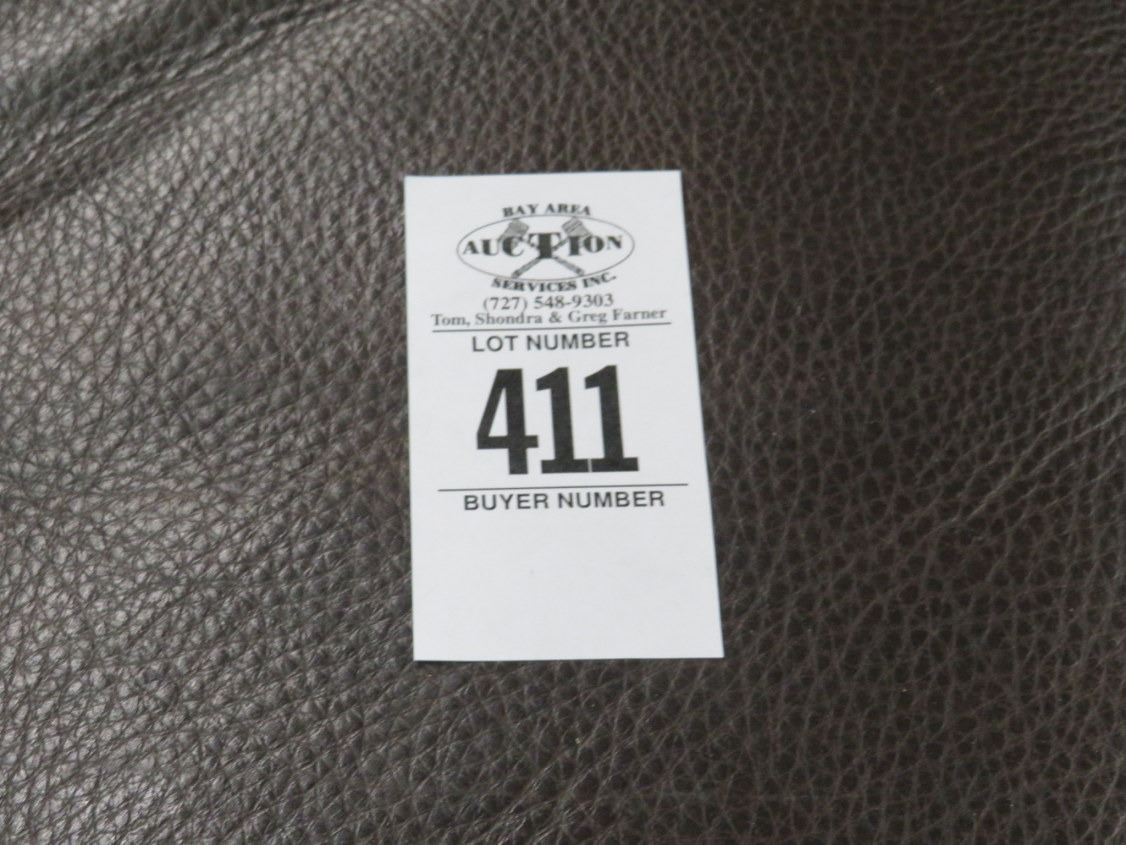 BAY AREA
AUCTION
SERVICES INC.
(727) 548-9303
Tom, Shondra & Greg Farner
LOT NUMBER
411
BUYER NUMBER